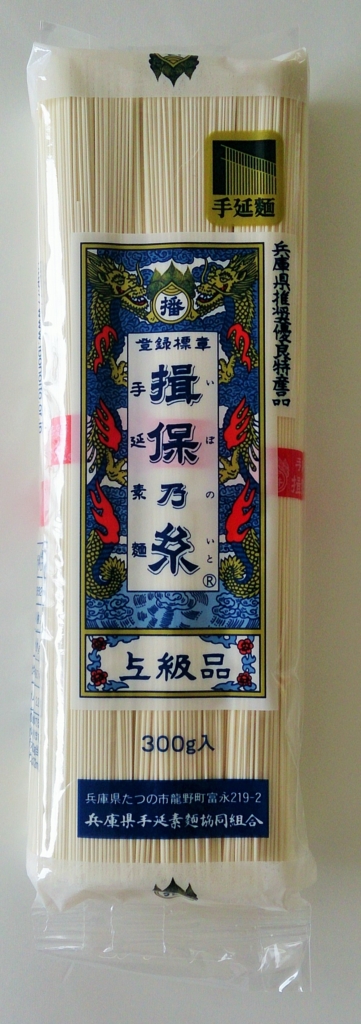 手延麺
兵庫県推奨優良特産品
播
登録標章
手延素麺
揖保乃糸
いぼのいと
®
上級品
300g入
兵庫県たつの市龍野町富永219-2
兵庫県手延素麺協同組合